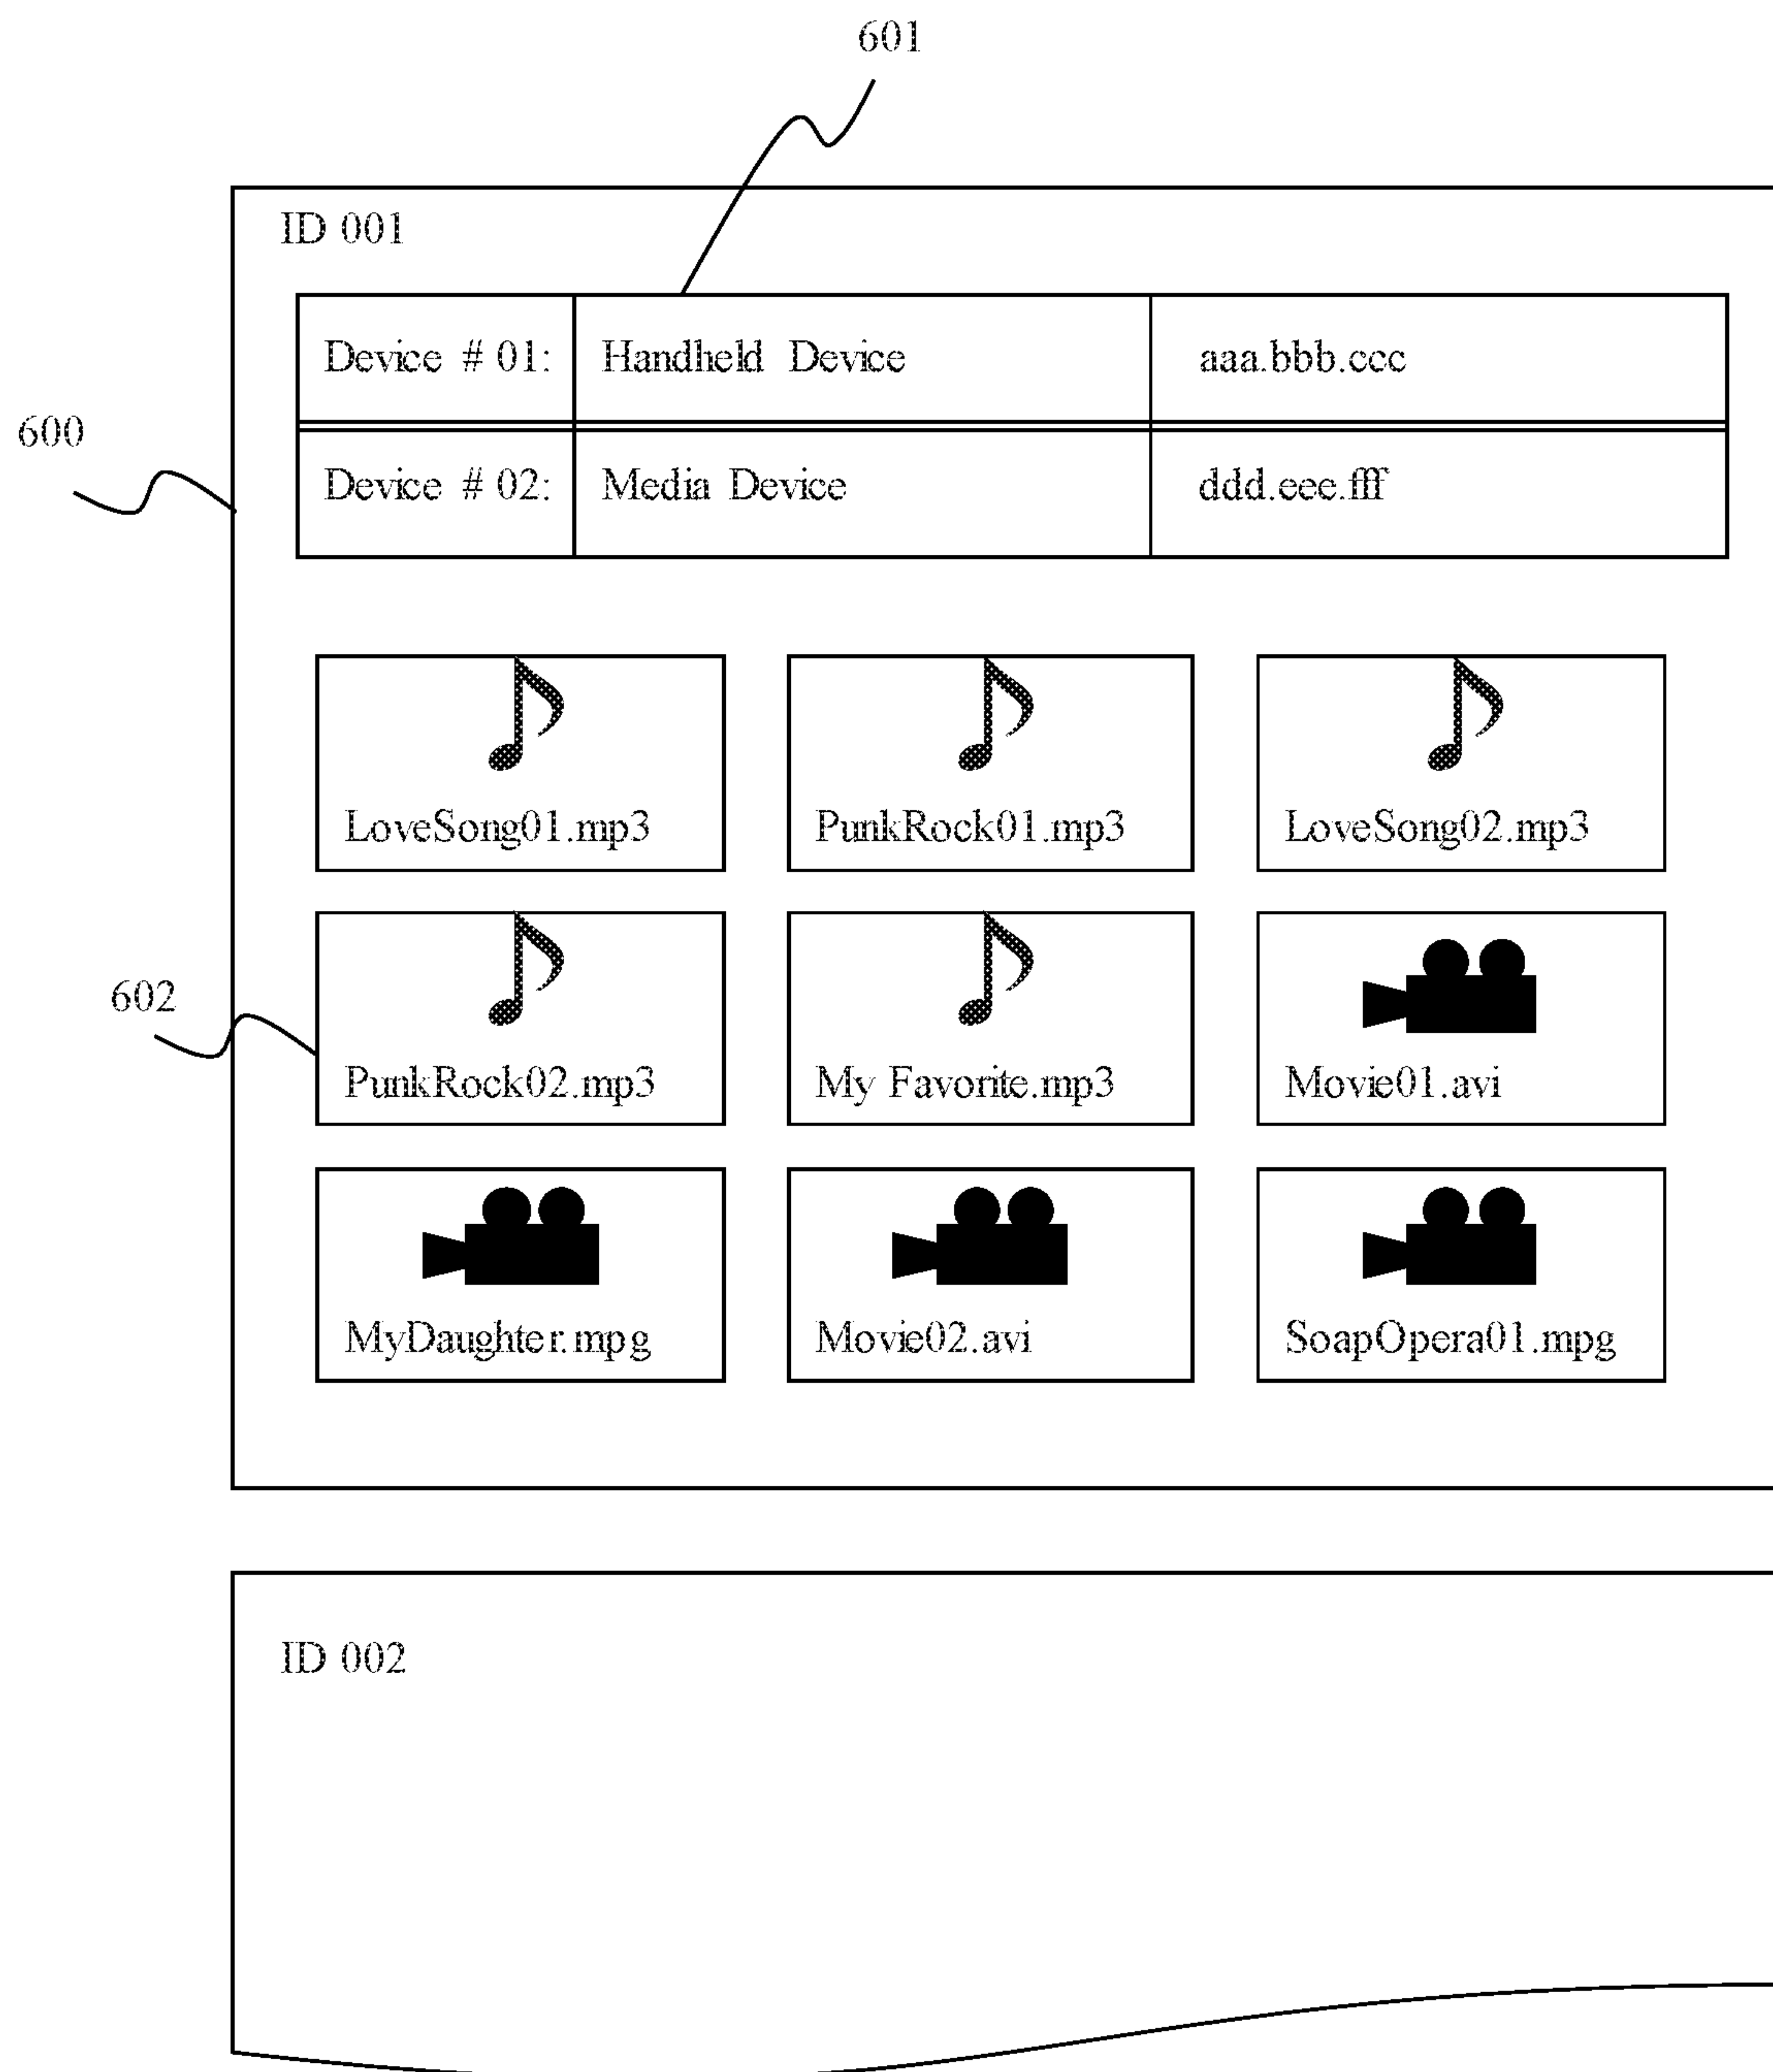 601
ID 001
Device # 01: Handheld Device aaa.bbb.ccc
600
Device # 02: Media Device ddd.eee.fff
LoveSong01.mp3 PunkRock01.mp3 LoveSong02.mp3
602
PunkRock02.mp3 My Favorite.mp3 Movie01.avi
MyDaughter.mpg Movie02.avi SoapOpera01.mpg
ID 002